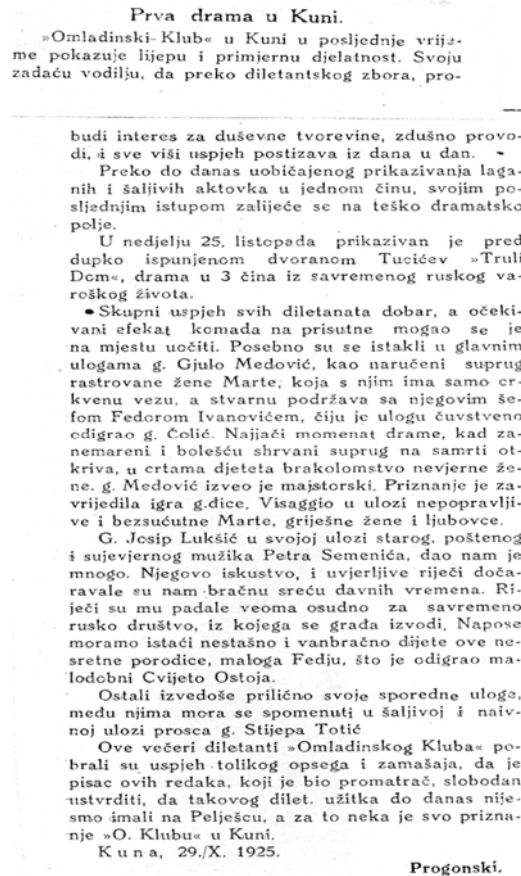 Prva drama u Kuni.
»Omladinski Klub« u Kuni u posljednje vrije-
me pokazuje lijepu i primjernu djelatnost. Svoju
zadaću vodilju, da preko diletantskog zbora, pro-
budi interes za duševne tvorevine, zdušno provo-
di, i sve viši uspjeh postizava iz dana u dan.
Preko do danas uobičajenog prikazivanja laga-
nih i šaljivih aktovka u jednom činu, svojim po-
sljednjim istupom zalijeće se na teško dramatsko
polje.
U nedjelju 25. listopada prikazivan je pred
dupko ispunjenom dvoranom Tucićev »Truli
Dom«, drama u 3 čina iz savremenog ruskog va-
roškog života.
Skupni uspjeh svih diletanata dobar, a očeki-
vani efekat komada na prisutne mogao se je
na mjestu uočiti. Posebno su se istakli u glavnim
ulogama g. Gjulo Medović, kao naručeni suprug
rastrovane žene Marte, koja s njim ima samo cr-
kvenu vezu, a stvarnu podržava sa njegovim še-
fom Fedorom Ivanovićem, čiju je ulogu čuvstveno
odigrao g. Čolić. Najjači momenat drame, kad za-
nemareni i bolešću shrvani suprug na samrti ot-
kriva, u crtama djeteta brakolomstvo nevjerne že-
ne. g. Medović izveo je majstorski. Priznanje je za-
vrijedila igra g.đice, Visaggio u ulozi nepopravlji-
ve i bezsućutne Marte, griješne žene i ljubovce.
G. Josip Lukšić u svojoj ulozi starog, poštenog
i sujevjernog mužika Petra Semenića, dao nam je
mnogo. Njegovo iskustvo, i uvjerljive riječi doča-
ravale su nam bračnu sreću davnih vremena. Ri-
ječi su mu padale veoma osudno za savremeno
rusko društvo, iz kojega se građa izvodi, Napose
moramo istaći nestašno i vanbračno dijete ove ne-
sretne porodice, maloga Fedju, što je odigrao ma-
lodobni Cvijeto Ostoja.
Ostali izvedoše prilično svoje sporedne uloge,
među njima mora se spomenuti u šaljivoj i naiv-
noj ulozi prosca g. Stijepa Totić
Ove večeri diletanti »Omladinskog Kluba« po-
brali su uspjeh tolikog opsega i zamašaja, da je
pisac ovih redaka, koji je bio promatrač, slobodan
ustvrditi, da takovog dilet. užitka do danas nije-
smo imali na Pelješcu, a za to neka je svo prizna-
nje »O. Klubu« u Kuni.
Kuna, 29./X. 1925.
Progonski.